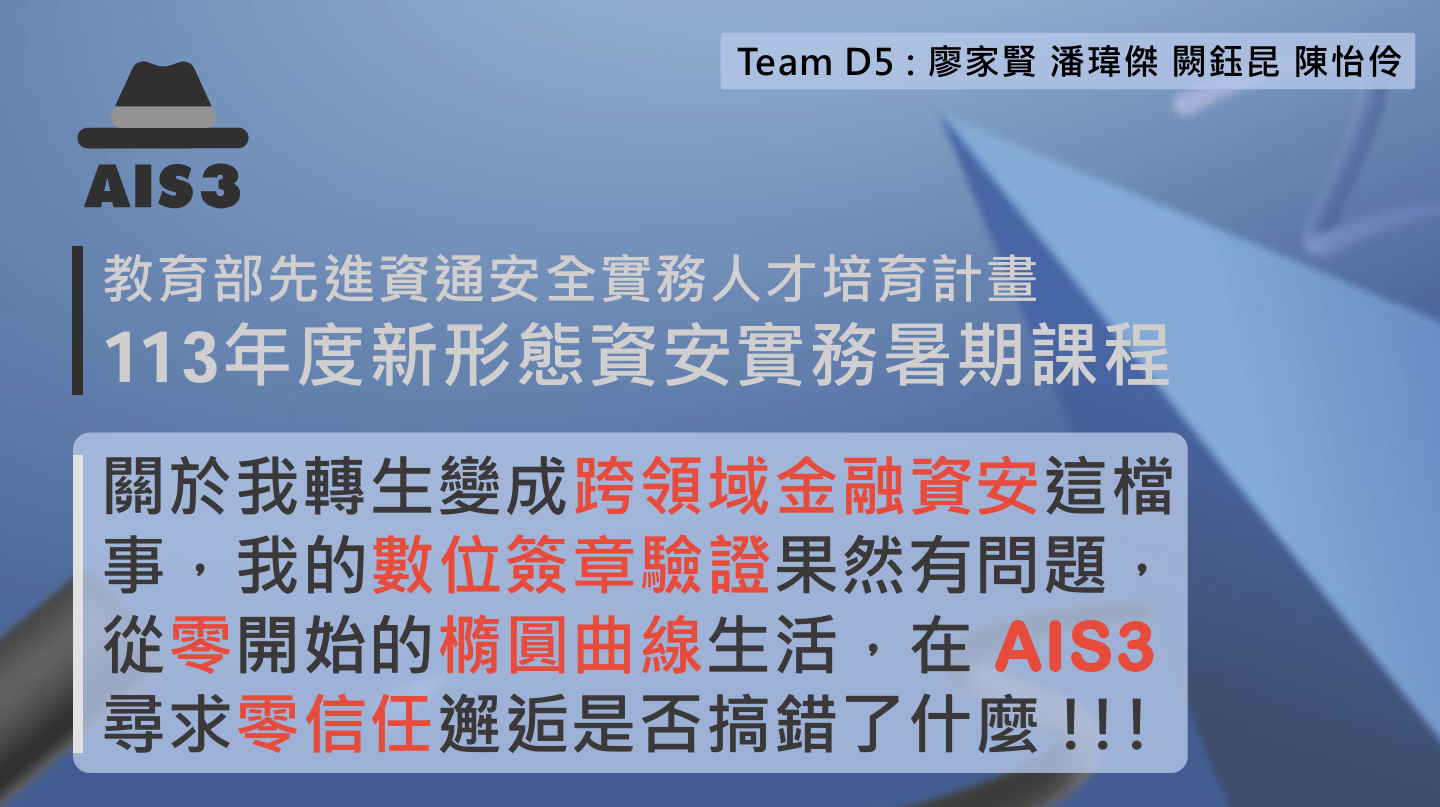 Team D5 : 廖家賢 潘瑋傑 闕鈺昆 陳怡伶
AIS3
教育部先進資通安全實務人才培育計畫
113年度新形態資安實務暑期課程
關於我轉生變成跨領域金融資安這檔
事，我的數位簽章驗證果然有問題，
從零開始的橢圓曲線生活，在 AIS3
尋求零信任邂逅是否搞錯了什麼！！！